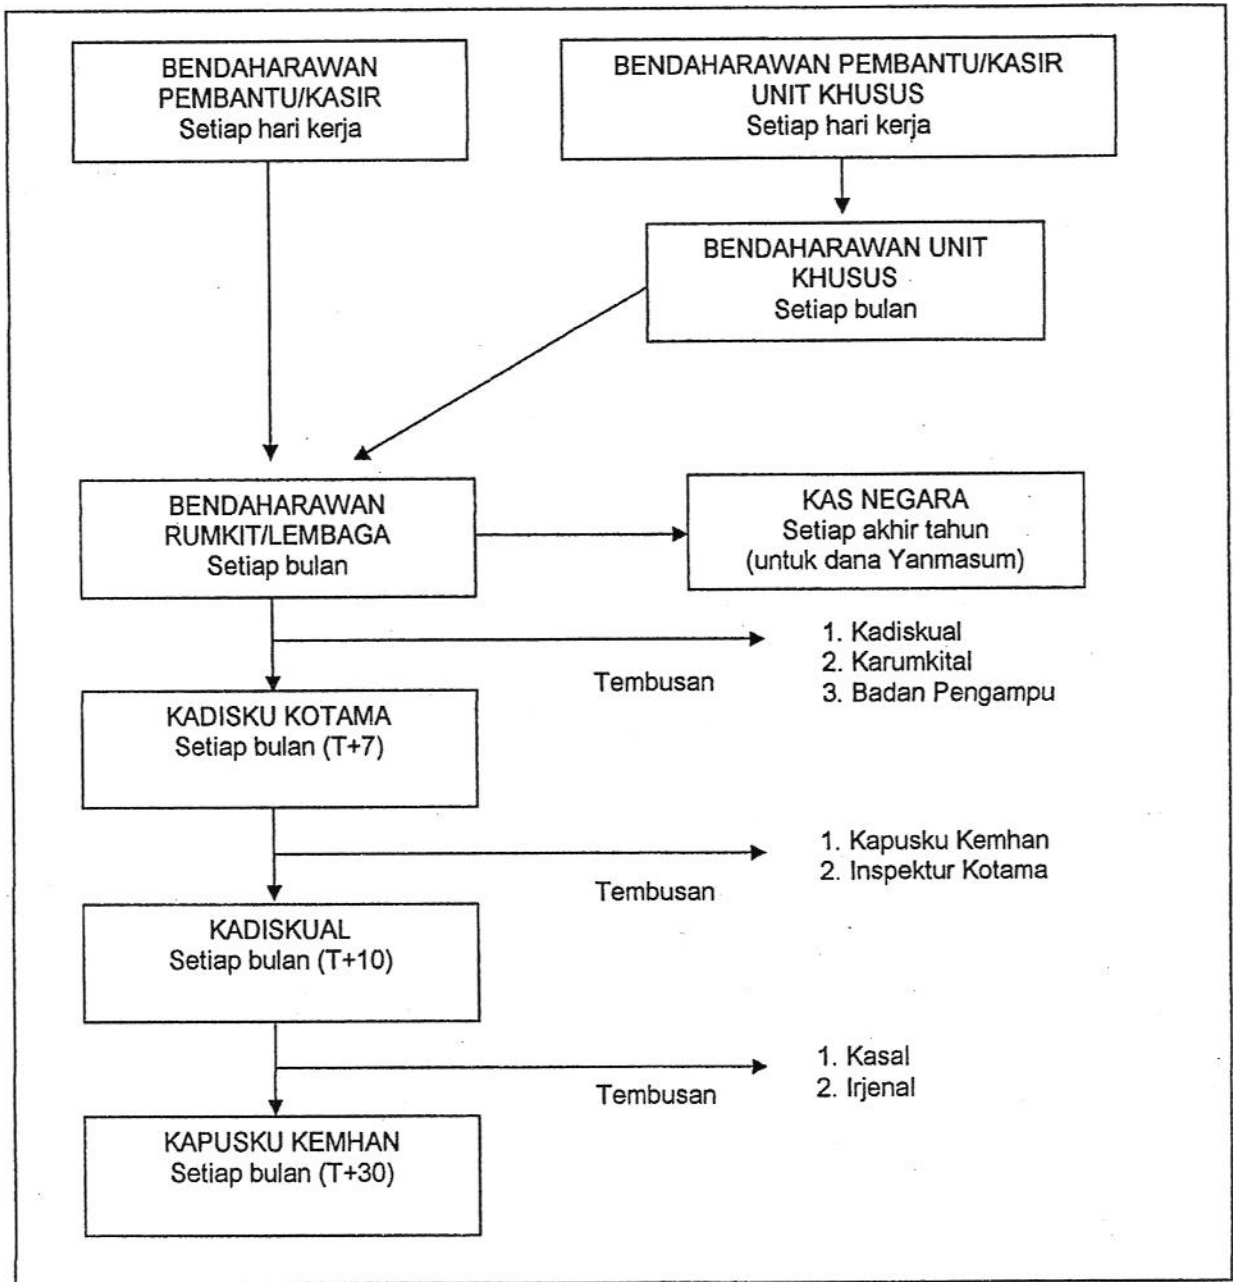 BENDAHARAWAN
PEMBANTU/KASIR
Setiap hari kerja
BENDAHARAWAN PEMBANTU/KASIR
UNIT KHUSUS
Setiap hari kerja
BENDAHARAWAN UNIT
KHUSUS
Setiap bulan
BENDAHARAWAN
RUMKIT/LEMBAGA
Setiap bulan
KAS NEGARA
Setiap akhir tahun
(untuk dana Yanmasum)
Tembusan
1. Kadiskual
2. Karumkital
3. Badan Pengampu
KADISKU KOTAMA
Setiap bulan (T+7)
Tembusan
1. Kapusku Kemhan
2. Inspektur Kotama
KADISKUAL
Setiap bulan (T+10)
Tembusan
1. Kasal
2. Irjenal
KAPUSKU KEMHAN
Setiap bulan (T+30)